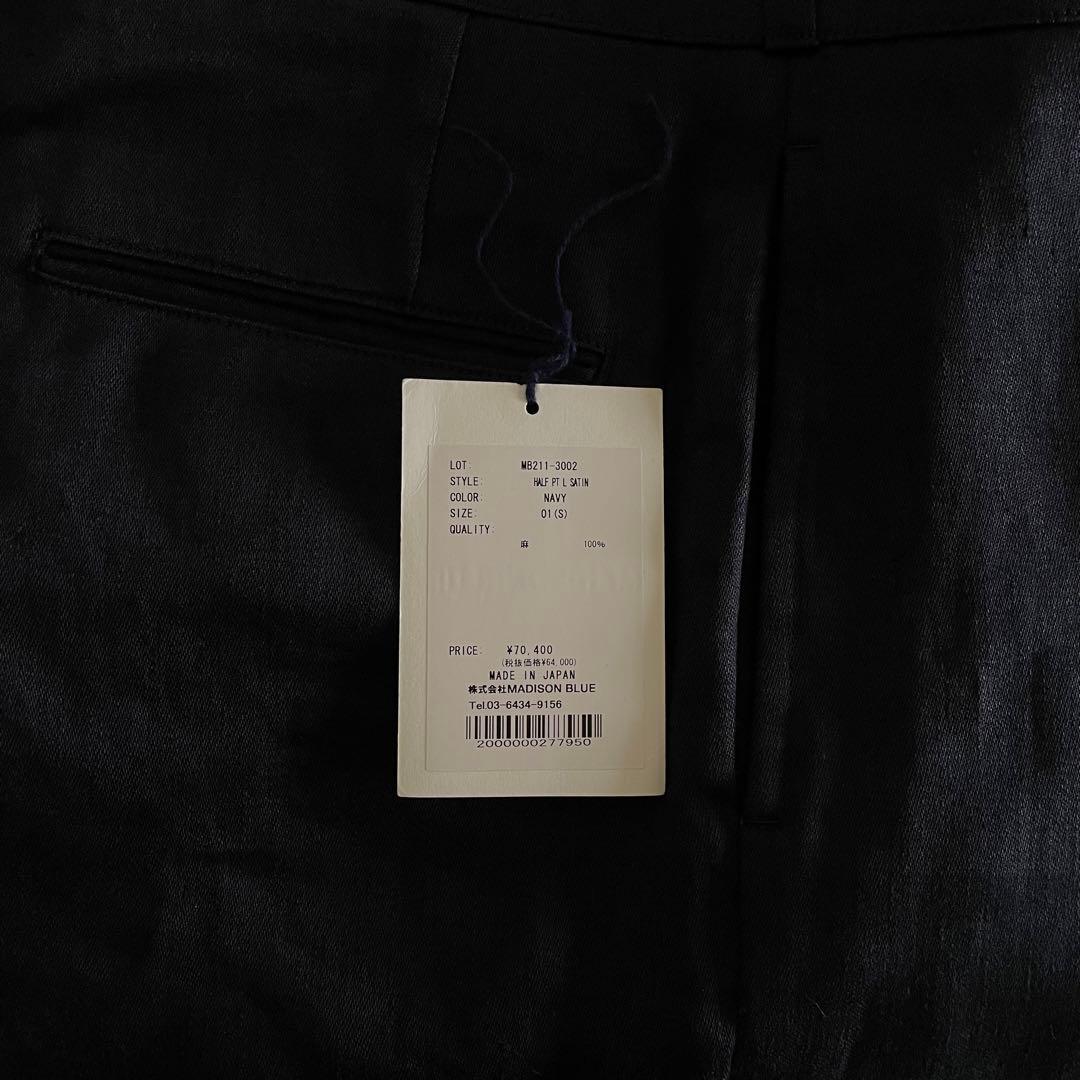 LOT: MB211-3002
STYLE: HALF PT L SATIN
COLOR: NAVY
SIZE: 01(S)
QUALITY:
麻 100%
PRICE: ¥70,400
(税抜価格¥64,000)
MADE IN JAPAN
株式会社MADISON BLUE
Tel.03-6434-9156
2000000277950